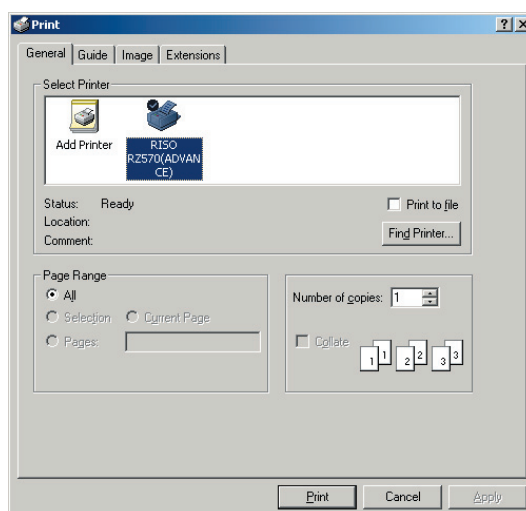 Print
General Guide Image Extensions
Select Printer
Add Printer
RISO
RZ570(ADVAN
CE)
Status: Ready
Print to file
Location:
Find Printer...
Comment:
Page Range
All
Selection Current Page
Pages:
Number of copies: 1
Collate
1 1 2 2 3 3
Print Cancel Apply